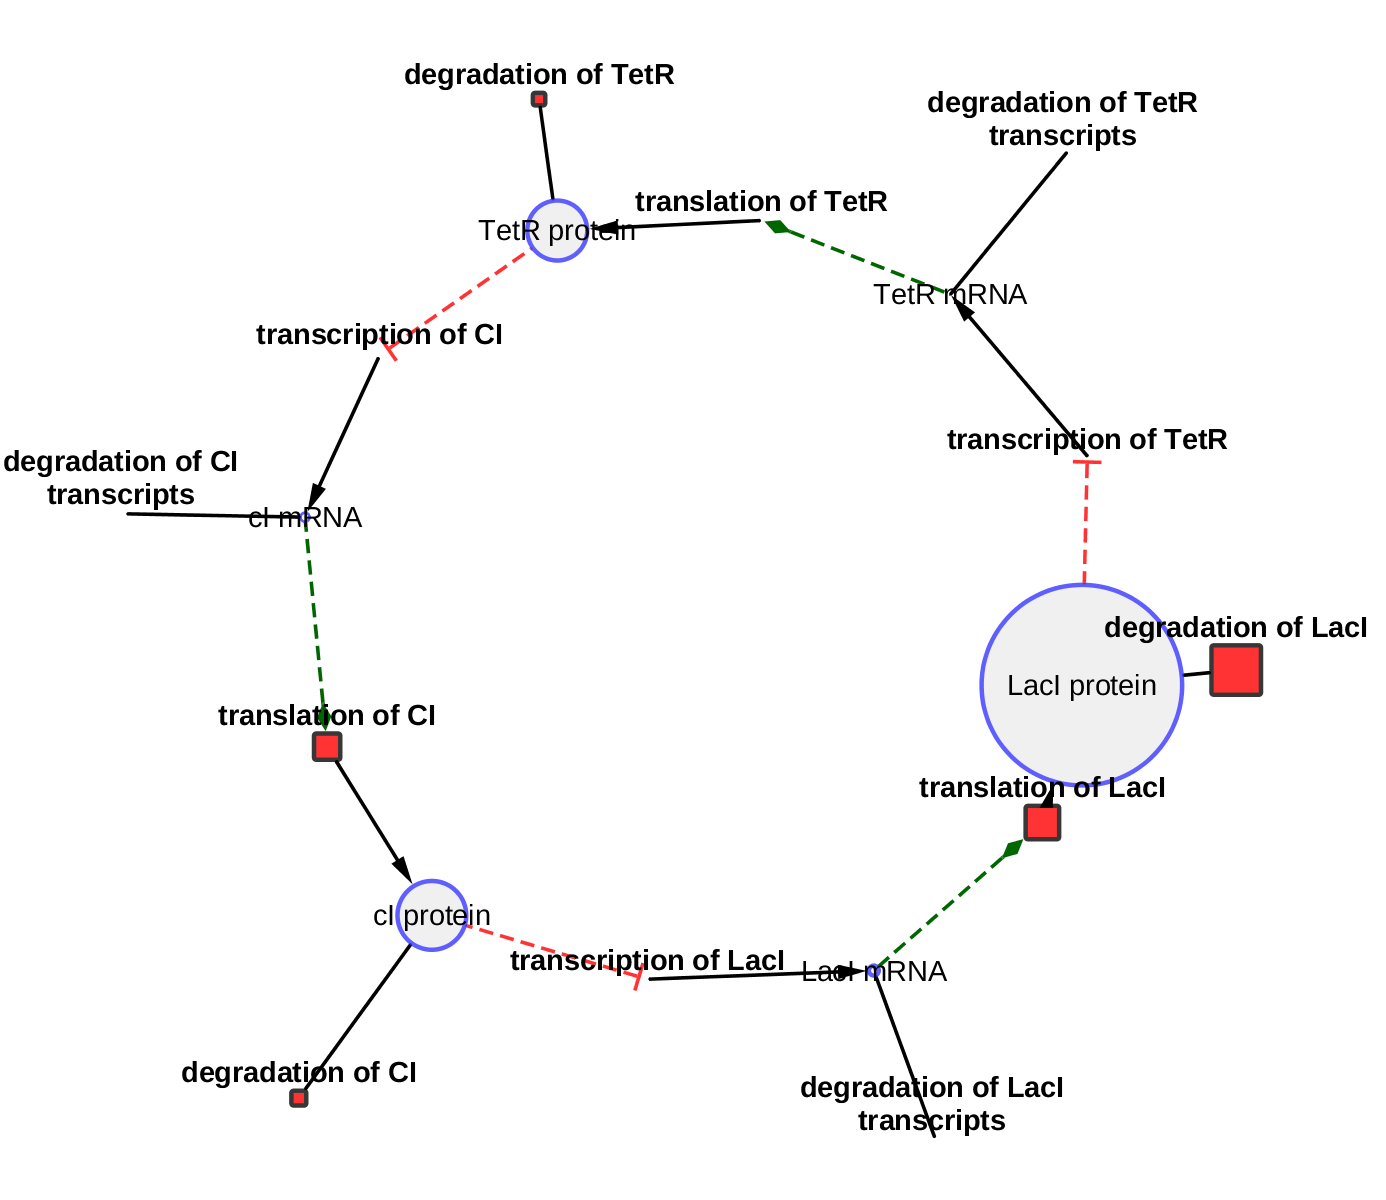 degradation of TetR
degradation of TetR
transcripts
translation of TetR
TetR protein
TetR mRNA
transcription of CI
transcription of TetR
degradation of CI
transcripts
cI mRNA
degradation of LacI
LacI protein
translation of CI
translation of LacI
cI protein
transcription of LacI
LacI mRNA
degradation of CI
degradation of LacI
transcripts